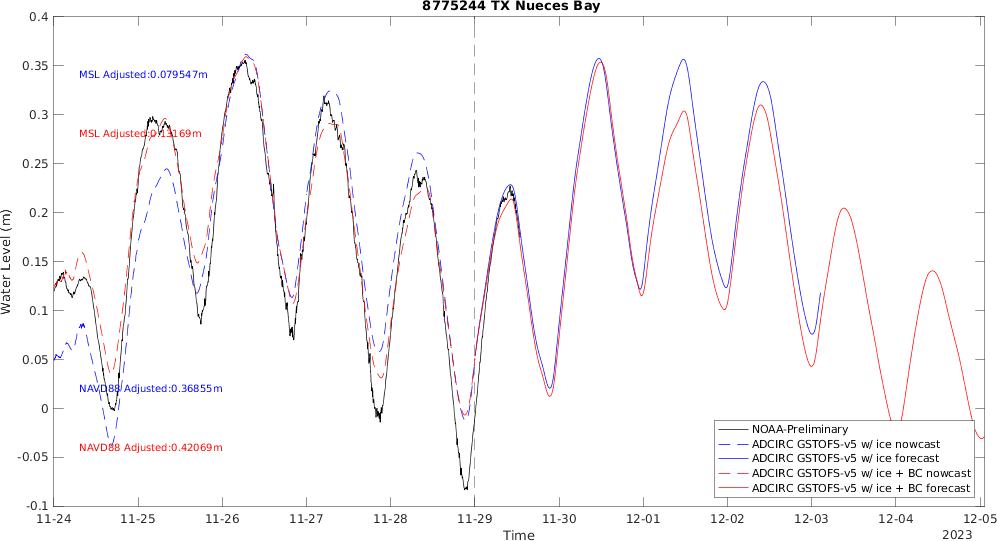 8775244 TX Nueces Bay
Water Level (m)
0.4
0.35
0.3
0.25
0.2
0.15
0.1
0.05
0
-0.05
-0.1
MSL Adjusted:0.079547m
MSL Adjusted:0.13169m
NAVD88 Adjusted:0.36855m
NAVD88 Adjusted:0.42069m
NOAA-Preliminary
ADCIRC GSTOFS-v5 w/ ice nowcast
ADCIRC GSTOFS-v5 w/ ice forecast
ADCIRC GSTOFS-v5 w/ ice + BC nowcast
ADCIRC GSTOFS-v5 w/ ice + BC forecast
11-24 11-25 11-26 11-27 11-28 11-29 11-30 12-01 12-02 12-03 12-04 12-05
Time
2023